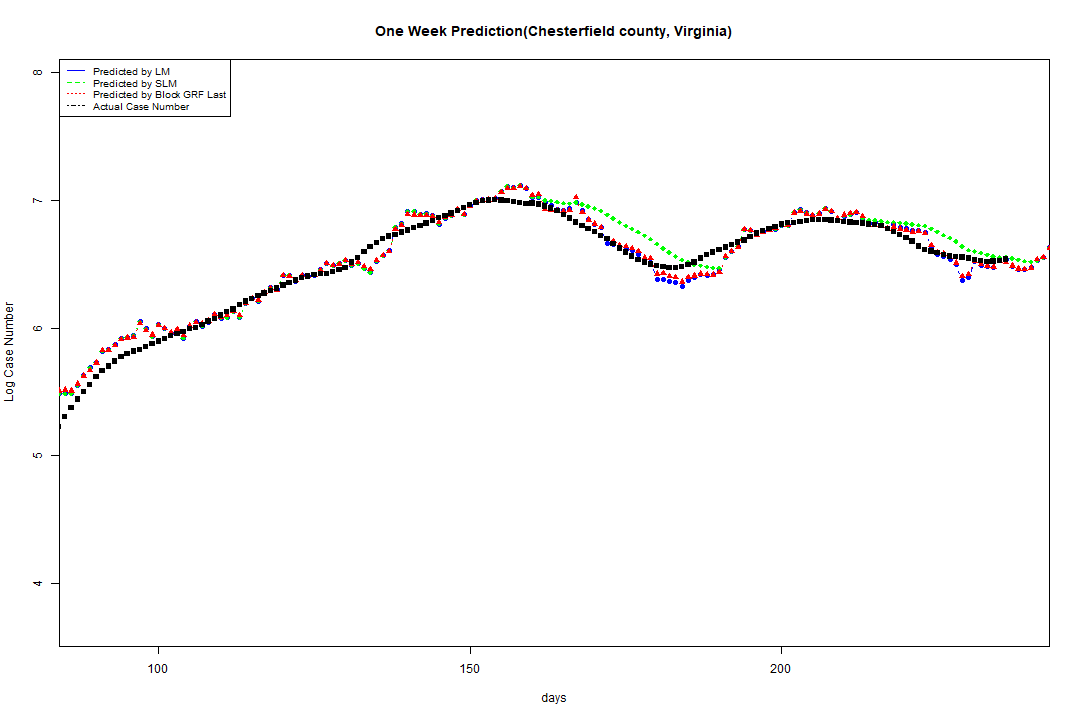 One Week Prediction(Chesterfield county, Virginia)
Predicted by LM
Predicted by SLM
Predicted by Block GRF Last
Actual Case Number
8
7
6
5
4
Log Case Number
100 150 200
days